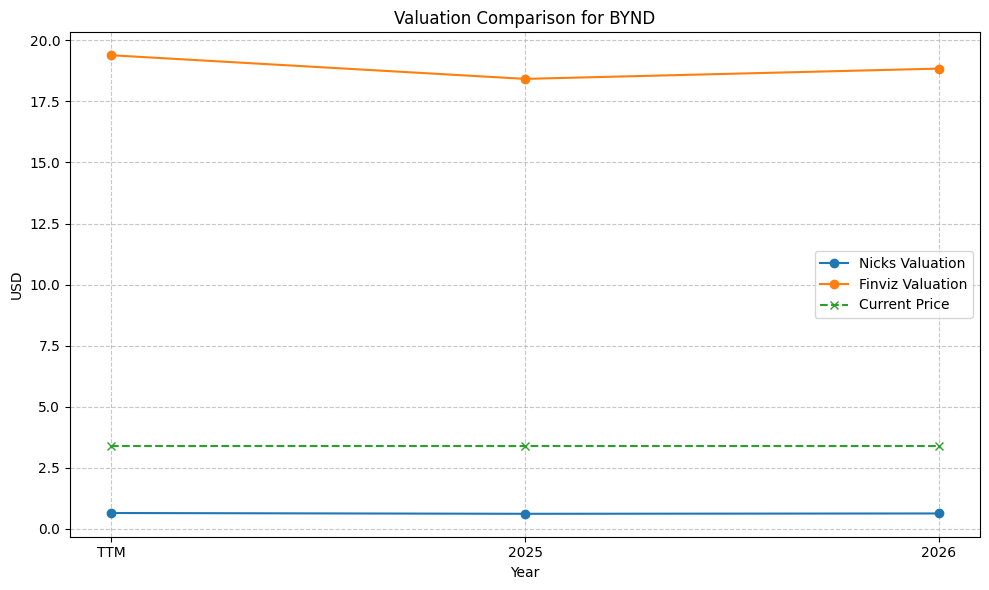 Valuation Comparison for BYND
USD
20.0
17.5
15.0
12.5
10.0
7.5
5.0
2.5
0.0
Nicks Valuation
Finviz Valuation
Current Price
TTM
2025
2026
Year